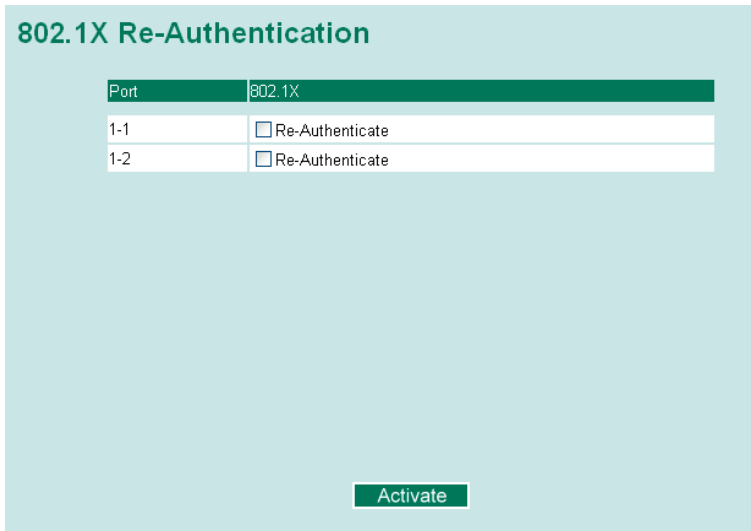 802.1X Re-Authentication
Port 802.1X
1-1 Re-Authenticate
1-2 Re-Authenticate
Activate